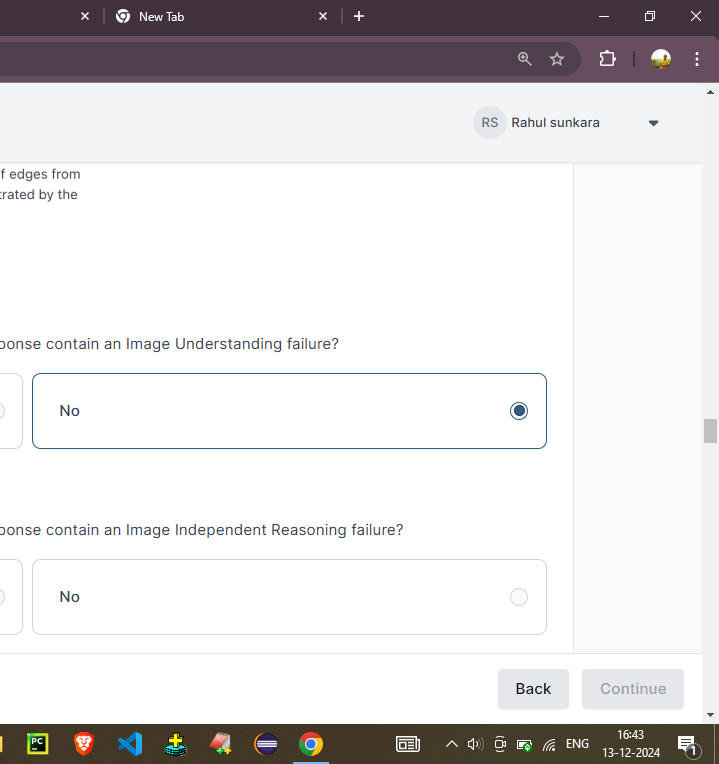 New Tab
RS Rahul sunkara
f edges from
trated by the
ponse contain an Image Understanding failure?
No
ponse contain an Image Independent Reasoning failure?
No
Back Continue
PC
ENG
16:43
13-12-2024
1